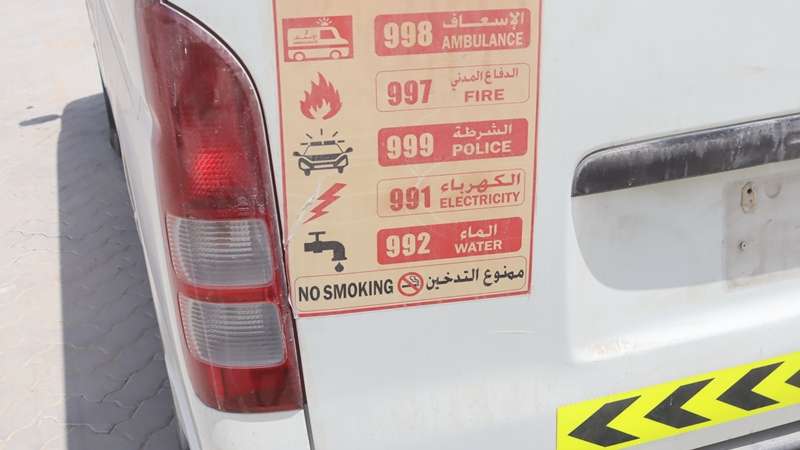 998 الإسعاف
AMBULANCE
997 الدفاع المدني
FIRE
999 الشرطة
POLICE
991 الكهرباء
ELECTRICITY
992 الماء
WATER
NO SMOKING ممنوع التدخين